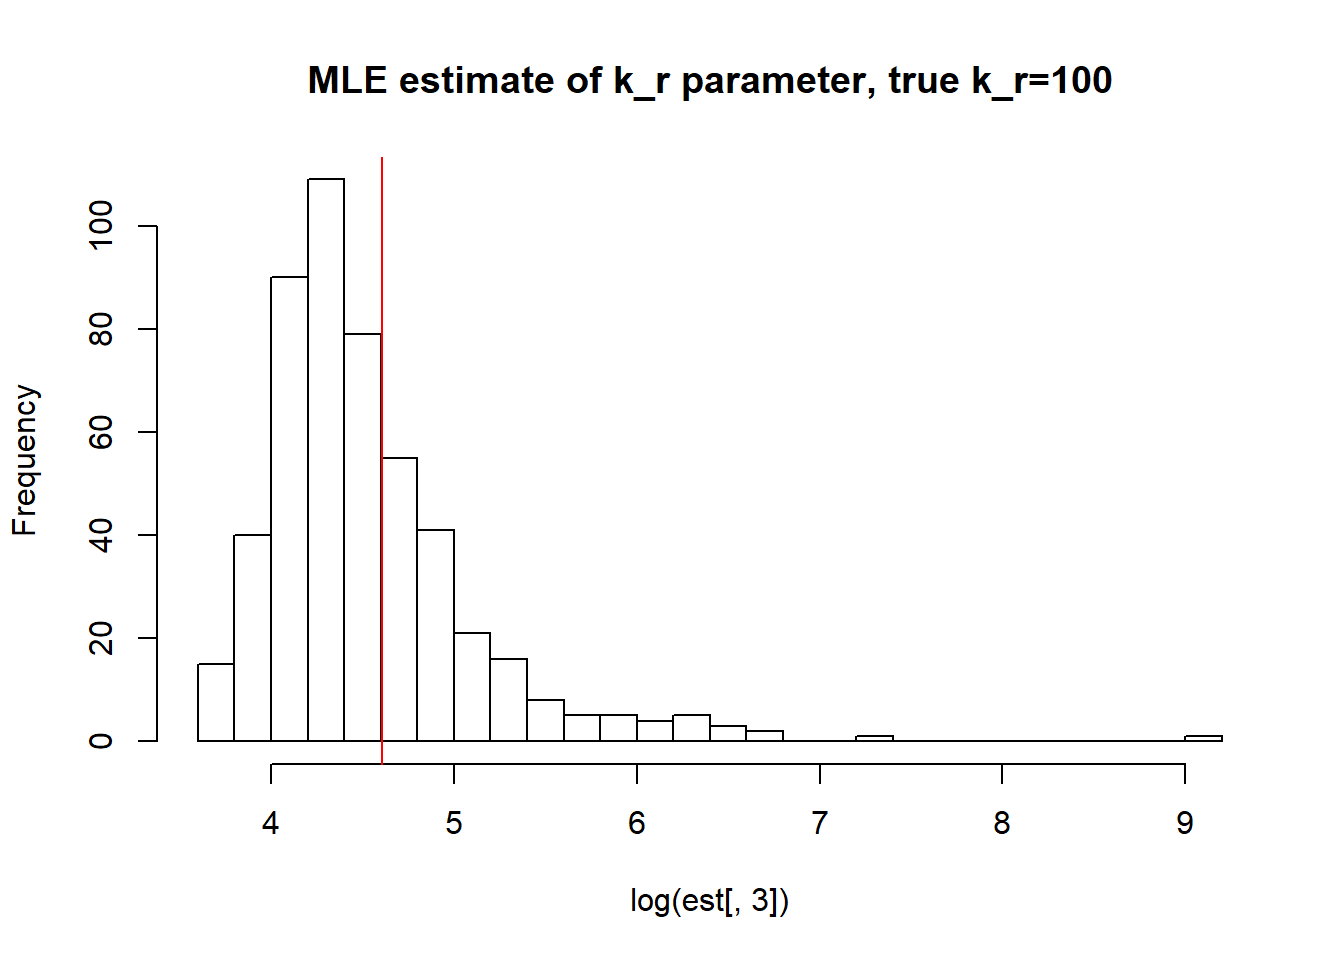 MLE estimate of k_r parameter, true k_r=100
Frequency
100
80
60
40
20
0
4 5 6 7 8 9
log(est[, 3])